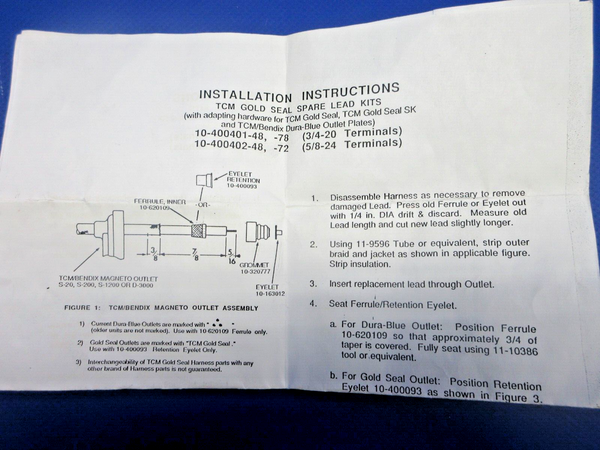 INSTALLATION INSTRUCTIONS
TCM GOLD SEAL SPARE LEAD KITS
(with adapting hardware for TCM Gold Seal, TCM Gold Seal SK
and TCM/Bendix Dura-Blue Outlet Plates)
10-400401-48, -78 (3/4-20 Terminals)
10-400402-48, -72 (5/8-24 Terminals)
EYELET
RETENTION
10-400093
-OR-
FERRULE, INNER
10-620109
3/8
7/8
5/16
GROMMET
10-320777
EYELET
10-163012
TCM/BENDIX MAGNETO OUTLET
S-20, S-200, S-1200 OR D-3000
FIGURE 1: TCM/BENDIX MAGNETO OUTLET ASSEMBLY
1) Current Dura-Blue Outlets are marked with "
(older units are not marked). Use with 10-620109 Ferrule only.
2) Gold Seal Outlets are marked with "TCM Gold Seal."
Use with 10-400093 Retention Eyelet Only.
3) Interchangeability of TCM Gold Seal Harness parts with any
other brand of Harness parts is not guaranteed.
1. Disassemble Harness as necessary to remove
damaged Lead. Press old Ferrule or Eyelet out
with 1/4 in. DIA drift & discard. Measure old
Lead length and cut new lead slightly longer.
2. Using 11-9596 Tube or equivalent, strip outer
braid and jacket as shown in applicable figure.
Strip insulation.
3. Insert replacement lead through Outlet.
4. Seat Ferrule/Retention Eyelet.
a. For Dura-Blue Outlet: Position Ferrule
10-620109 so that approximately 3/4 of
taper is covered. Fully seat using 11-10386
tool or equivalent.
b. For Gold Seal Outlet: Position Retention
Eyelet 10-400093 as shown in Figure 3.